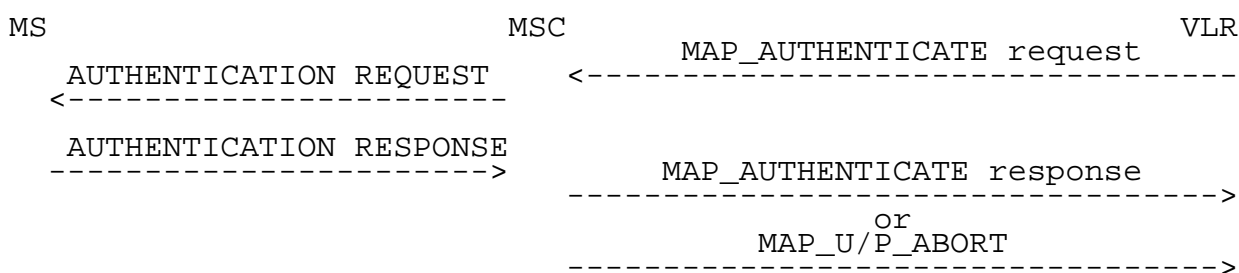 MS MSC VLR
MAP_AUTHENTICATE request
AUTHENTICATION REQUEST
AUTHENTICATION RESPONSE
MAP_AUTHENTICATE response
or
MAP_U/P_ABORT